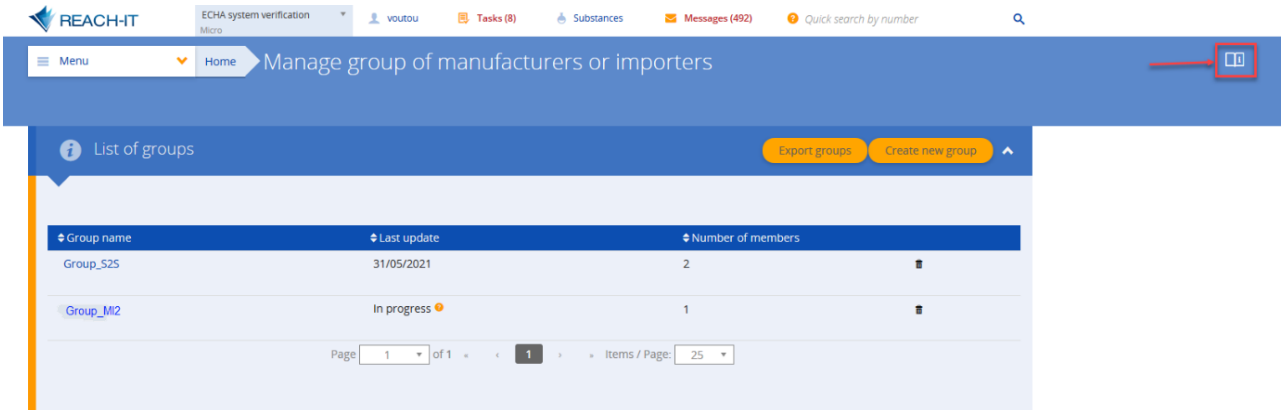 REACH-IT
ECHA system verification
Micro
voutou
Tasks (8)
Substances
Messages (492)
Quick search by number
Menu
Home
Manage group of manufacturers or importers
List of groups
Export groups
Create new group
Group name Last update Number of members
Group_S2S 31/05/2021 2
Group_MI2 In progress 1
Page 1 of 1 1 Items / Page: 25